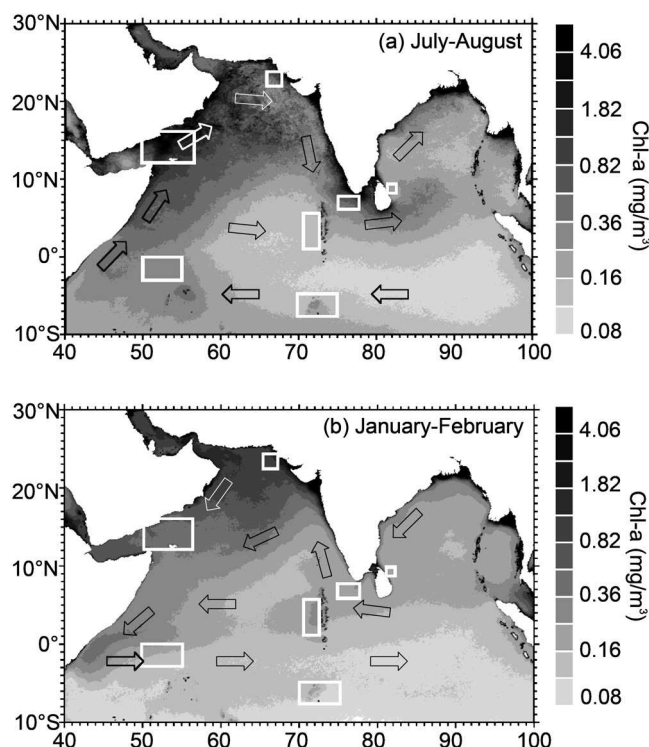 30°N
(a) July-August
20°N
10°N
0°
10°S
40 50 60 70 80 90 100
4.06
1.82
0.82
0.36
0.16
0.08
Chl-a (mg/m³)
30°N
(b) January-February
20°N
10°N
0°
10°S
40 50 60 70 80 90 100
4.06
1.82
0.82
0.36
0.16
0.08
Chl-a (mg/m³)